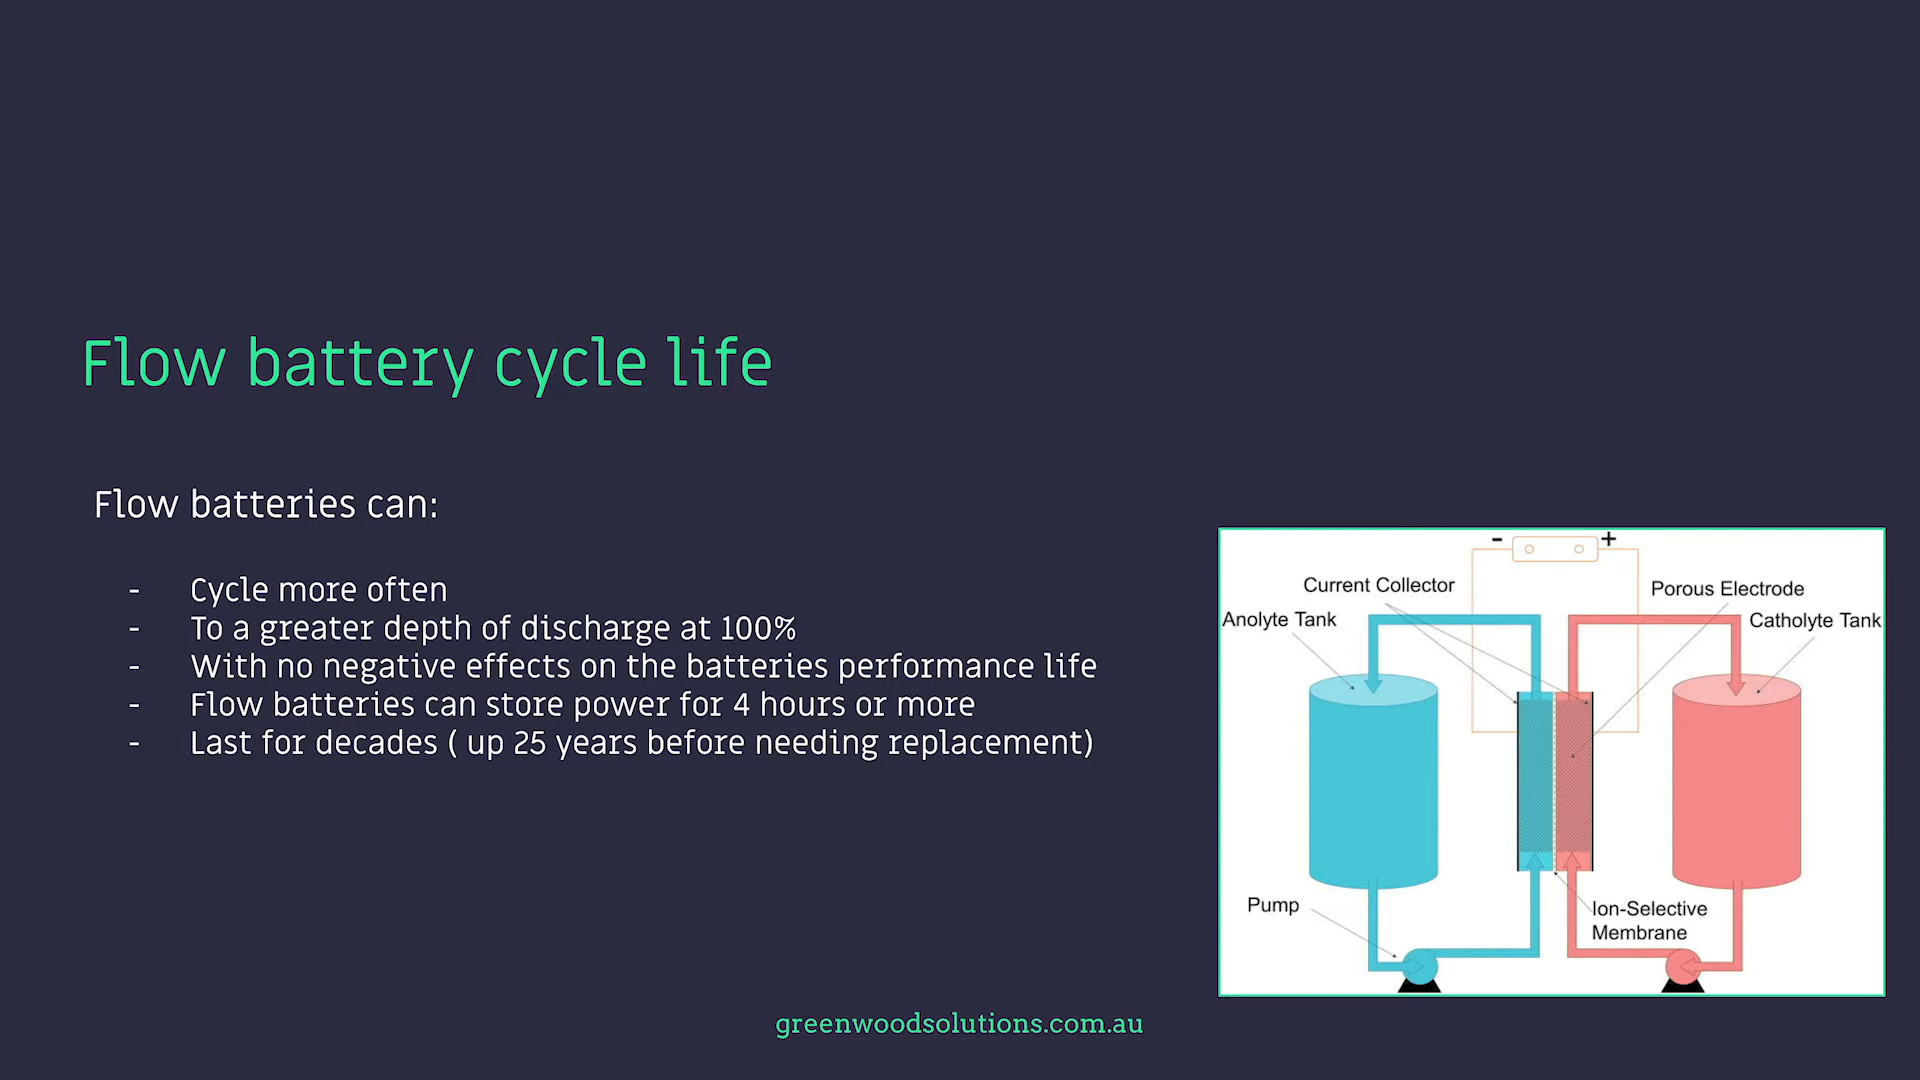 Flow battery cycle life
Flow batteries can:
- Cycle more often
- To a greater depth of discharge at 100%
- With no negative effects on the batteries performance life
- Flow batteries can store power for 4 hours or more
- Last for decades ( up 25 years before needing replacement)
- +
Current Collector
Porous Electrode
Anolyte Tank
Catholyte Tank
Pump
Ion-Selective
Membrane
greenwoodsolutions.com.au